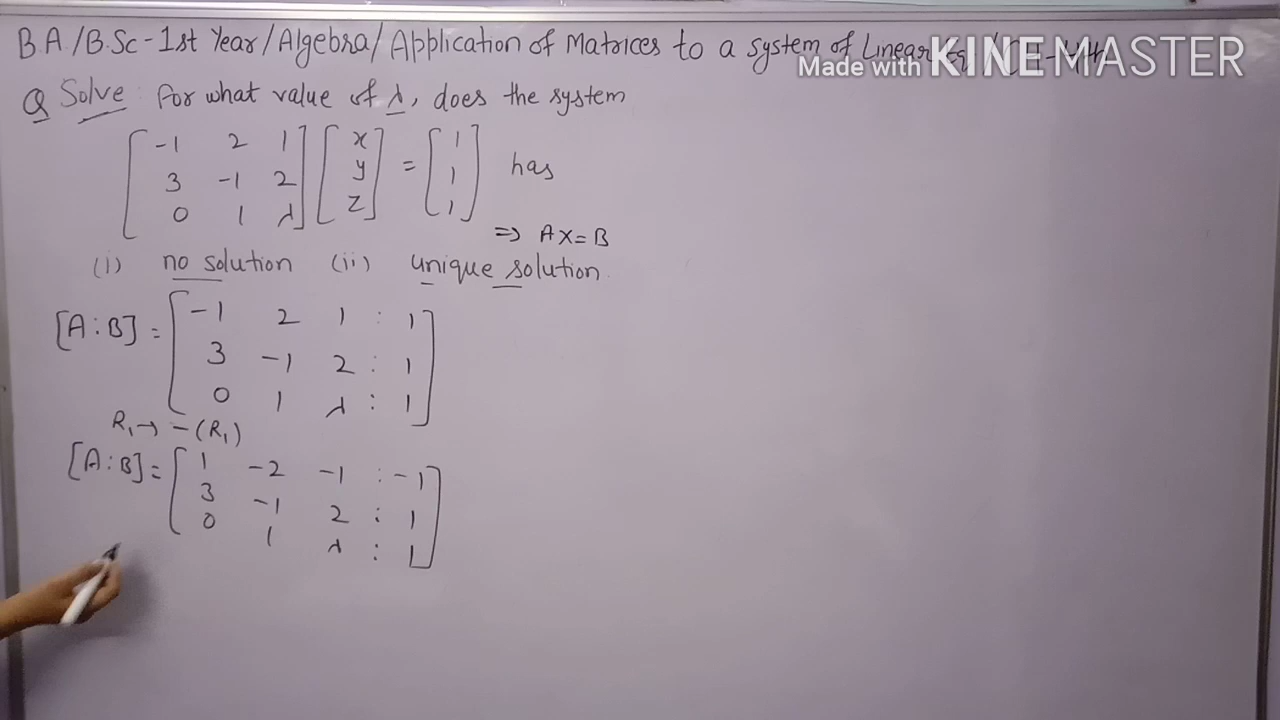 BA/B.Sc-1st Year/Algebra/Application of Matrices to a system of Linear
Made with KINEMASTER
Q Solve: For what value of λ, does the system
[-1 2 1] [x] = [1]
[3 -1 2] [y] [1] has
[0 1 λ] [z] [1]
⇒ AX=B
(i) no solution (ii) unique solution.
[A:B] = [-1 2 1 : 1]
[3 -1 2 : 1]
[0 1 λ : 1]
R₁→ -(R₁)
[A:B] = [1 -2 -1 : -1]
[3 -1 2 : 1]
[0 1 λ : 1]